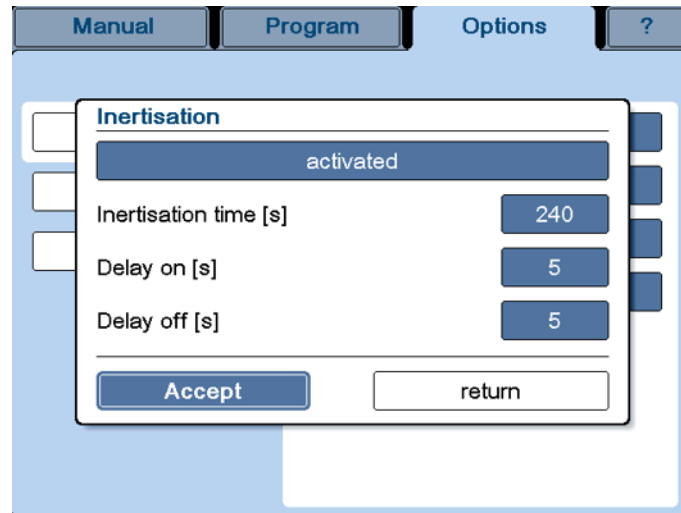 Manual Program Options ?
Inertisation
activated
Inertisation time [s] 240
Delay on [s] 5
Delay off [s] 5
Accept return